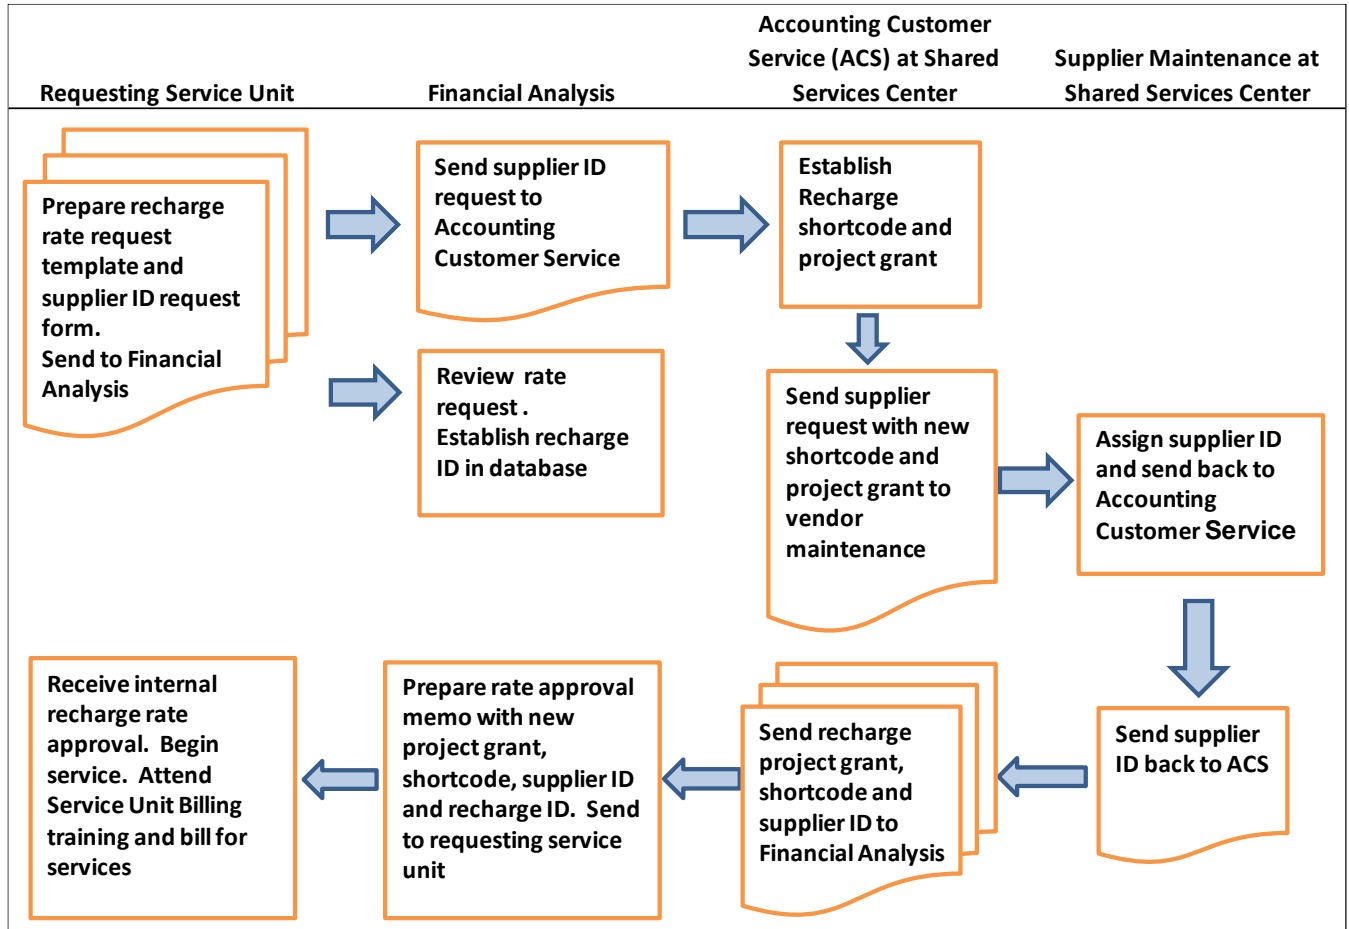 Requesting Service Unit
Financial Analysis
Accounting Customer
Service (ACS) at Shared
Services Center
Supplier Maintenance at
Shared Services Center
Prepare recharge
rate request
template and
supplier ID request
form.
Send to Financial
Analysis
Send supplier ID
request to
Accounting
Customer Service
Establish
Recharge
shortcode and
project grant
Review  rate
request .
Establish recharge
ID in database
Send supplier
request with new
shortcode and
project grant to
vendor
maintenance
Assign supplier ID
and send back to
Accounting
Customer Service
Receive internal
recharge rate
approval.  Begin
service.  Attend
Service Unit Billing
training and bill for
services
Prepare rate approval
memo with new
project grant,
shortcode, supplier ID
and recharge ID.  Send
to requesting service
unit
Send recharge
project grant,
shortcode and
supplier ID to
Financial Analysis
Send supplier
ID back to ACS